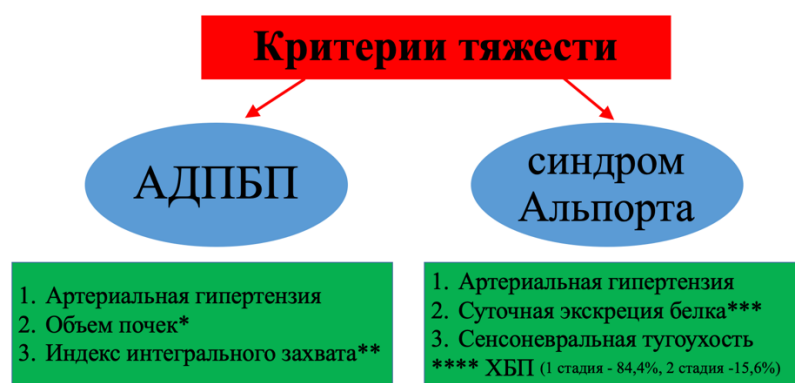 Критерии тяжести
АДПБП
синдром
Альпорта
1. Артериальная гипертензия
2. Объем почек*
3. Индекс интегрального захвата**
1. Артериальная гипертензия
2. Суточная экскреция белка***
3. Сенсоневральная тугоухость
**** ХБП (1 стадия - 84,4%, 2 стадия -15,6%)